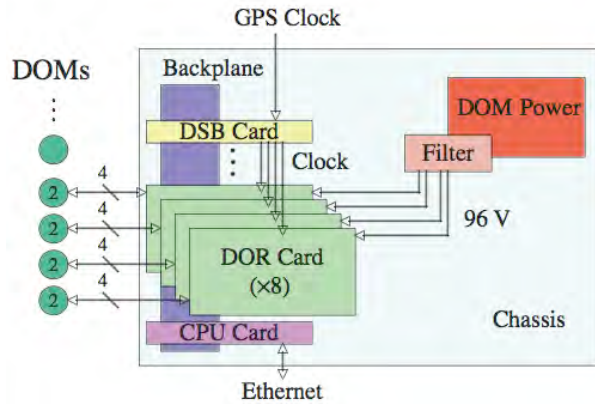 GPS Clock
DOMs
Backplane
DOM Power
DSB Card
Clock
Filter
4
2
4
2
96 V
4
2
DOR Card
(×8)
4
2
CPU Card
Chassis
Ethernet